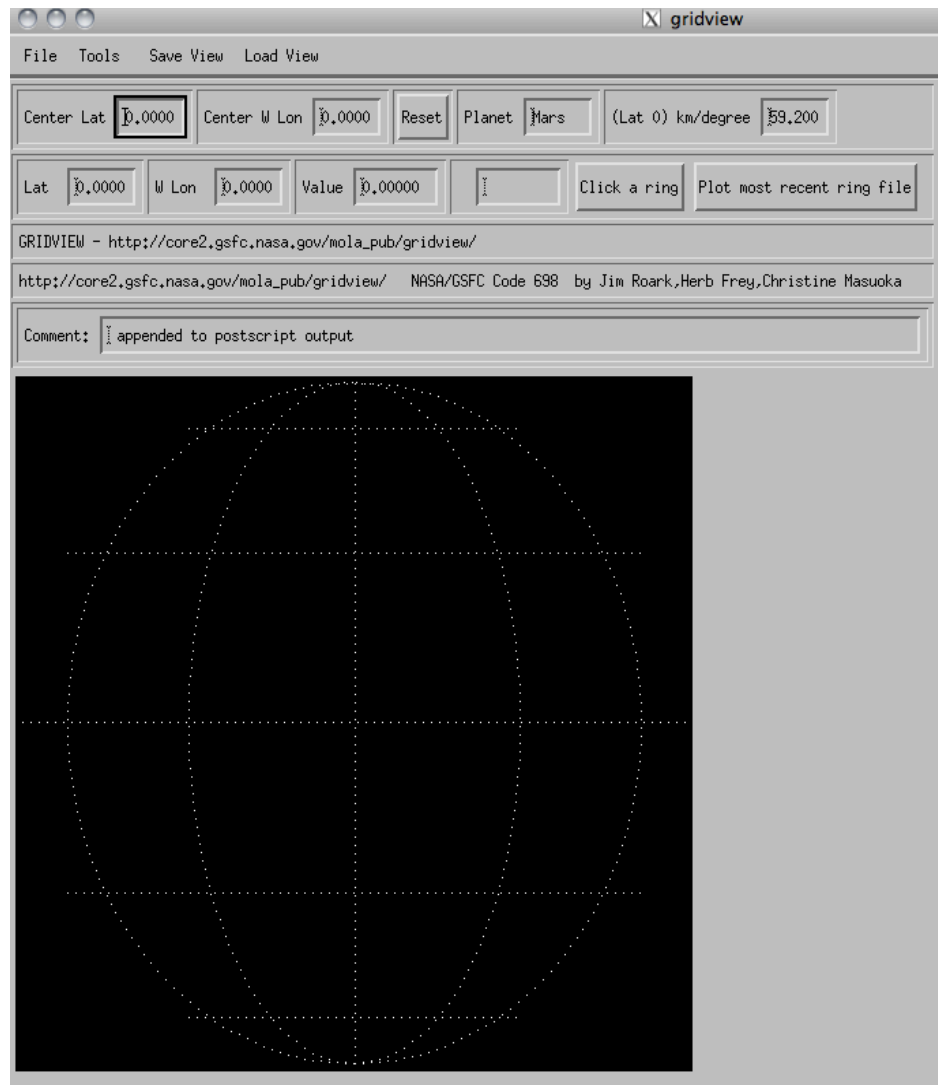 X gridview
File Tools Save View Load View
Center Lat 0.0000 Center W Lon 0.0000 Reset Planet Mars (Lat 0) km/degree 59.200
Lat 0.0000 W Lon 0.0000 Value 0.00000 Click a ring Plot most recent ring file
GRIDVIEW - http://core2.gsfc.nasa.gov/mola_pub/gridview/
http://core2.gsfc.nasa.gov/mola_pub/gridview/ NASA/GSFC Code 698 by Jim Roark,Herb Frey,Christine Masuoka
Comment: appended to postscript output